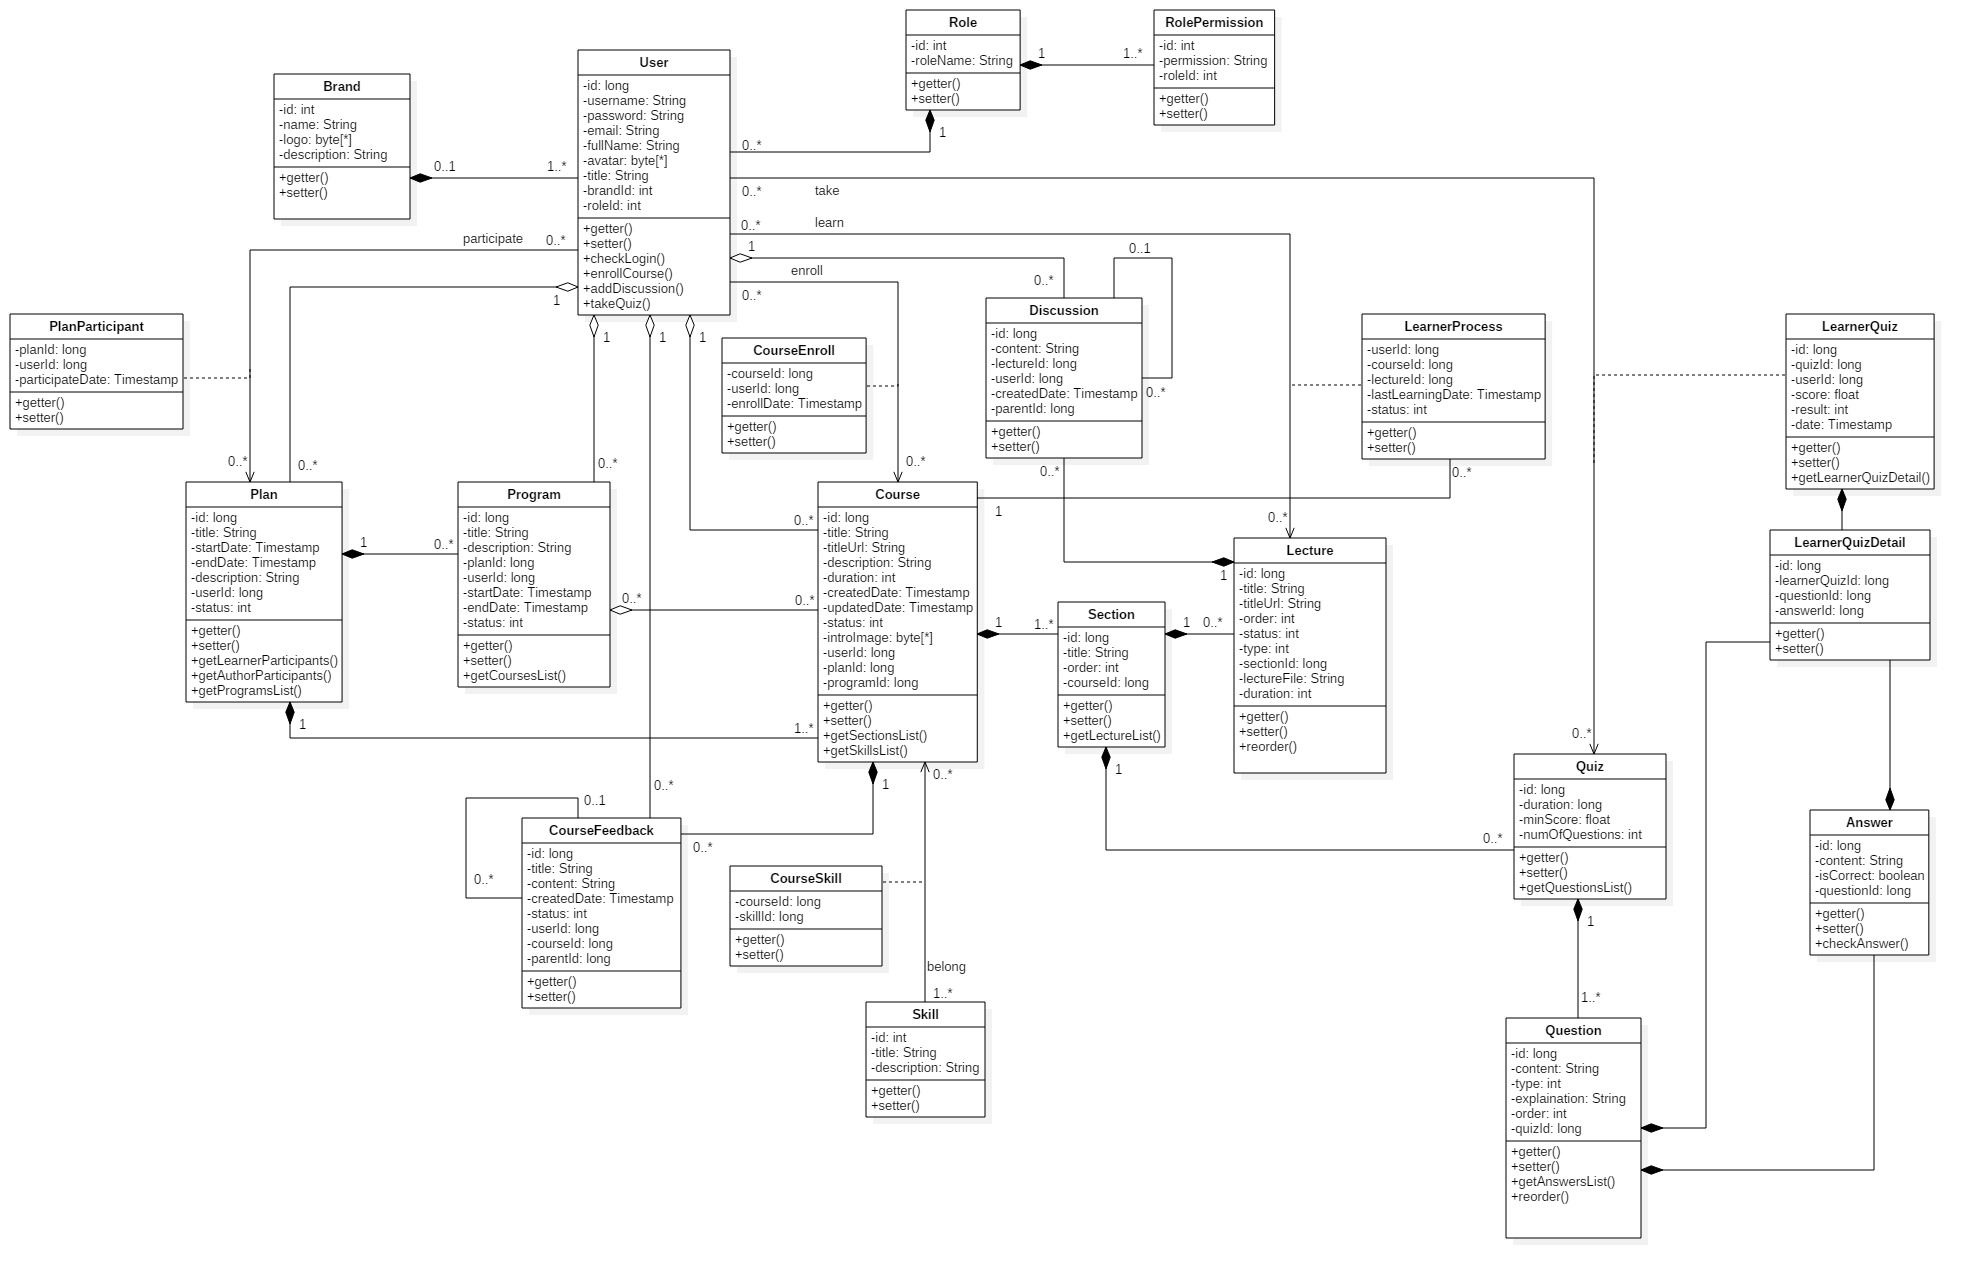 Role
-id: int
-roleName: String
+getter()
+setter()
1
1..*
1
RolePermission
-id: int
-permission: String
-roleId: int
+getter()
+setter()
User
-id: long
-username: String
-password: String
-email: String
-fullName: String
-avatar: byte[*]
-title: String
-brandId: int
-roleId: int
+getter()
+setter()
+checkLogin()
+enrollCourse()
+addDiscussion()
+takeQuiz()
Brand
-id: int
-name: String
-logo: byte[*]
-description: String
+getter()
+setter()
0..1
1..*
0..*
0..*
take
0..*
learn
1
enroll
0..*
participate
0..*
1
1
1
1
0..1
0..*
0..*
Discussion
-id: long
-content: String
-lectureId: long
-userId: long
-createdDate: Timestamp
-parentId: long
+getter()
+setter()
0..*
PlanParticipant
-planId: long
-userId: long
-participateDate: Timestamp
+getter()
+setter()
CourseEnroll
-courseId: long
-userId: long
-enrollDate: Timestamp
+getter()
+setter()
LearnerProcess
-userId: long
-courseId: long
-lectureId: long
-lastLearningDate: Timestamp
-status: int
+getter()
+setter()
0..*
LearnerQuiz
-id: long
-quizId: long
-userId: long
-score: float
-result: int
-date: Timestamp
+getter()
+setter()
+getLearnerQuizDetail()
0..*
0..*
0..*
0..*
Plan
-id: long
-title: String
-startDate: Timestamp
-endDate: Timestamp
-description: String
-userId: long
-status: int
+getter()
+setter()
+getLearnerParticipants()
+getAuthorParticipants()
+getProgramsList()
1
0..*
1
Program
-id: long
-title: String
-description: String
-planId: long
-userId: long
-startDate: Timestamp
-endDate: Timestamp
-status: int
+getter()
+setter()
+getCoursesList()
0..*
0..*
0..*
1..*
Course
-id: long
-title: String
-titleUrl: String
-description: String
-duration: int
-createdDate: Timestamp
-updatedDate: Timestamp
-status: int
-introImage: byte[*]
-userId: long
-planId: long
-programId: long
+getter()
+setter()
+getSectionsList()
+getSkillsList()
1
1
1..*
1
0..*
Section
-id: long
-title: String
-order: int
-courseId: long
+getter()
+setter()
+getLectureList()
1
0..*
1
0..*
1
Lecture
-id: long
-title: String
-titleUrl: String
-order: int
-status: int
-type: int
-sectionId: long
-lectureFile: String
-duration: int
+getter()
+setter()
+reorder()
LearnerQuizDetail
-id: long
-learnerQuizId: long
-questionId: long
-answerId: long
+getter()
+setter()
0..*
0..*
Quiz
-id: long
-duration: long
-minScore: float
-numOfQuestions: int
+getter()
+setter()
+getQuestionsList()
1
1..*
Answer
-id: long
-content: String
-isCorrect: boolean
-questionId: long
+getter()
+setter()
+checkAnswer()
0..*
0..1
0..*
0..*
CourseFeedback
-id: long
-title: String
-content: String
-createdDate: Timestamp
-status: int
-userId: long
-courseId: long
-parentId: long
+getter()
+setter()
CourseSkill
-courseId: long
-skillId: long
+getter()
+setter()
belong
1..*
Skill
-id: int
-title: String
-description: String
+getter()
+setter()
Question
-id: long
-content: String
-type: int
-explaination: String
-order: int
-quizId: long
+getter()
+setter()
+getAnswersList()
+reorder()